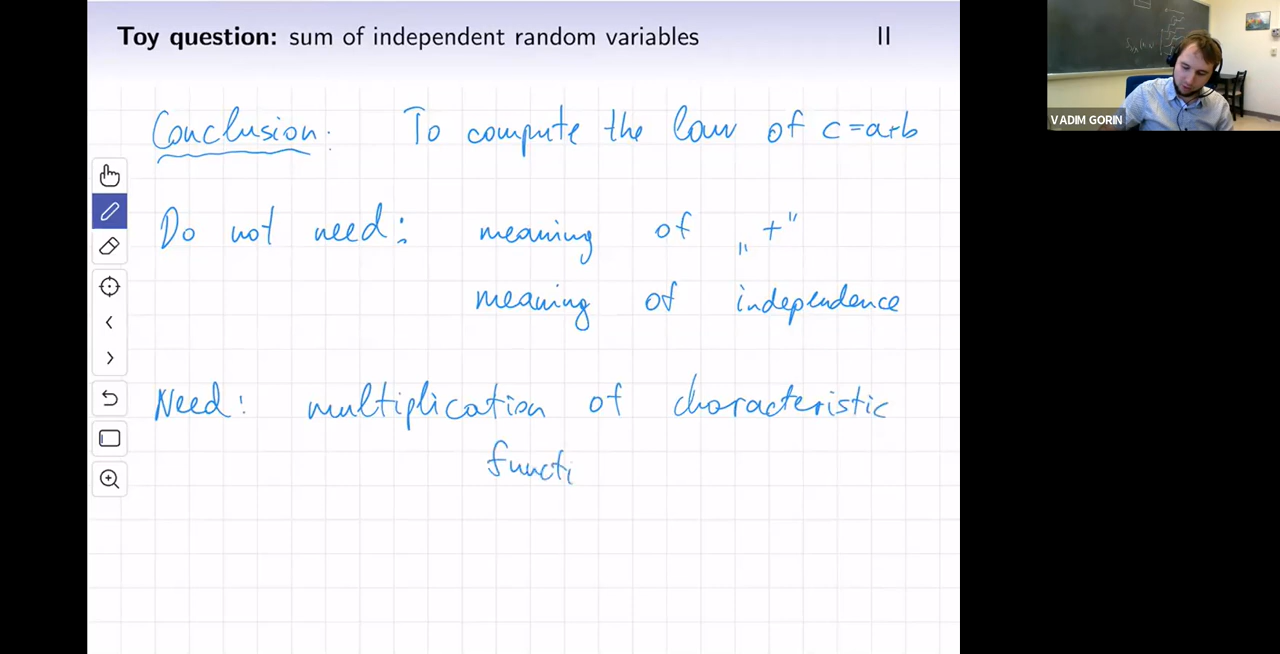 Toy question: sum of independent random variables II
Conclusion: To compute the law of c=a+b
Do not need: meaning of „+"
meaning of independence
Need: multiplication of characteristic
functi
VADIM GORIN